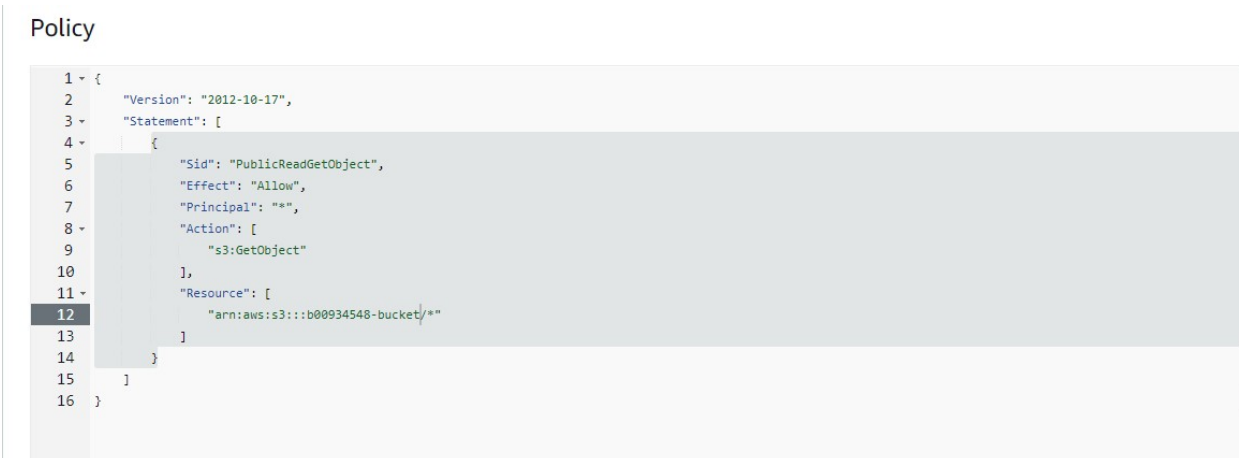 Policy
1 {
2 "Version": "2012-10-17",
3 "Statement": [
4 {
5 "Sid": "PublicReadGetObject",
6 "Effect": "Allow",
7 "Principal": "*",
8 "Action": [
9 "s3:GetObject"
10 ],
11 "Resource": [
12 "arn:aws:s3:::b00934548-bucket/*"
13 ]
14 }
15 ]
16 }